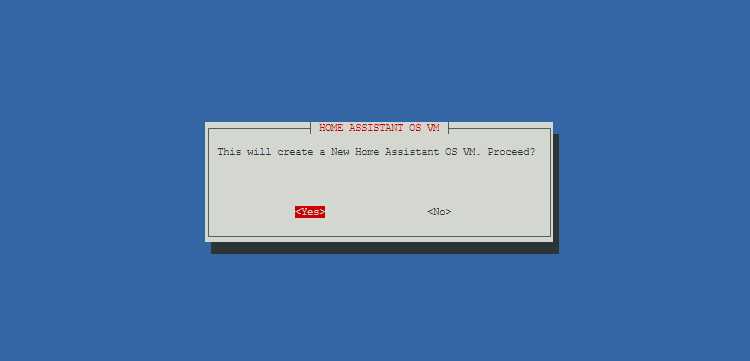 HOME ASSISTANT OS VM
This will create a New Home Assistant OS VM. Proceed?
<Yes> <No>